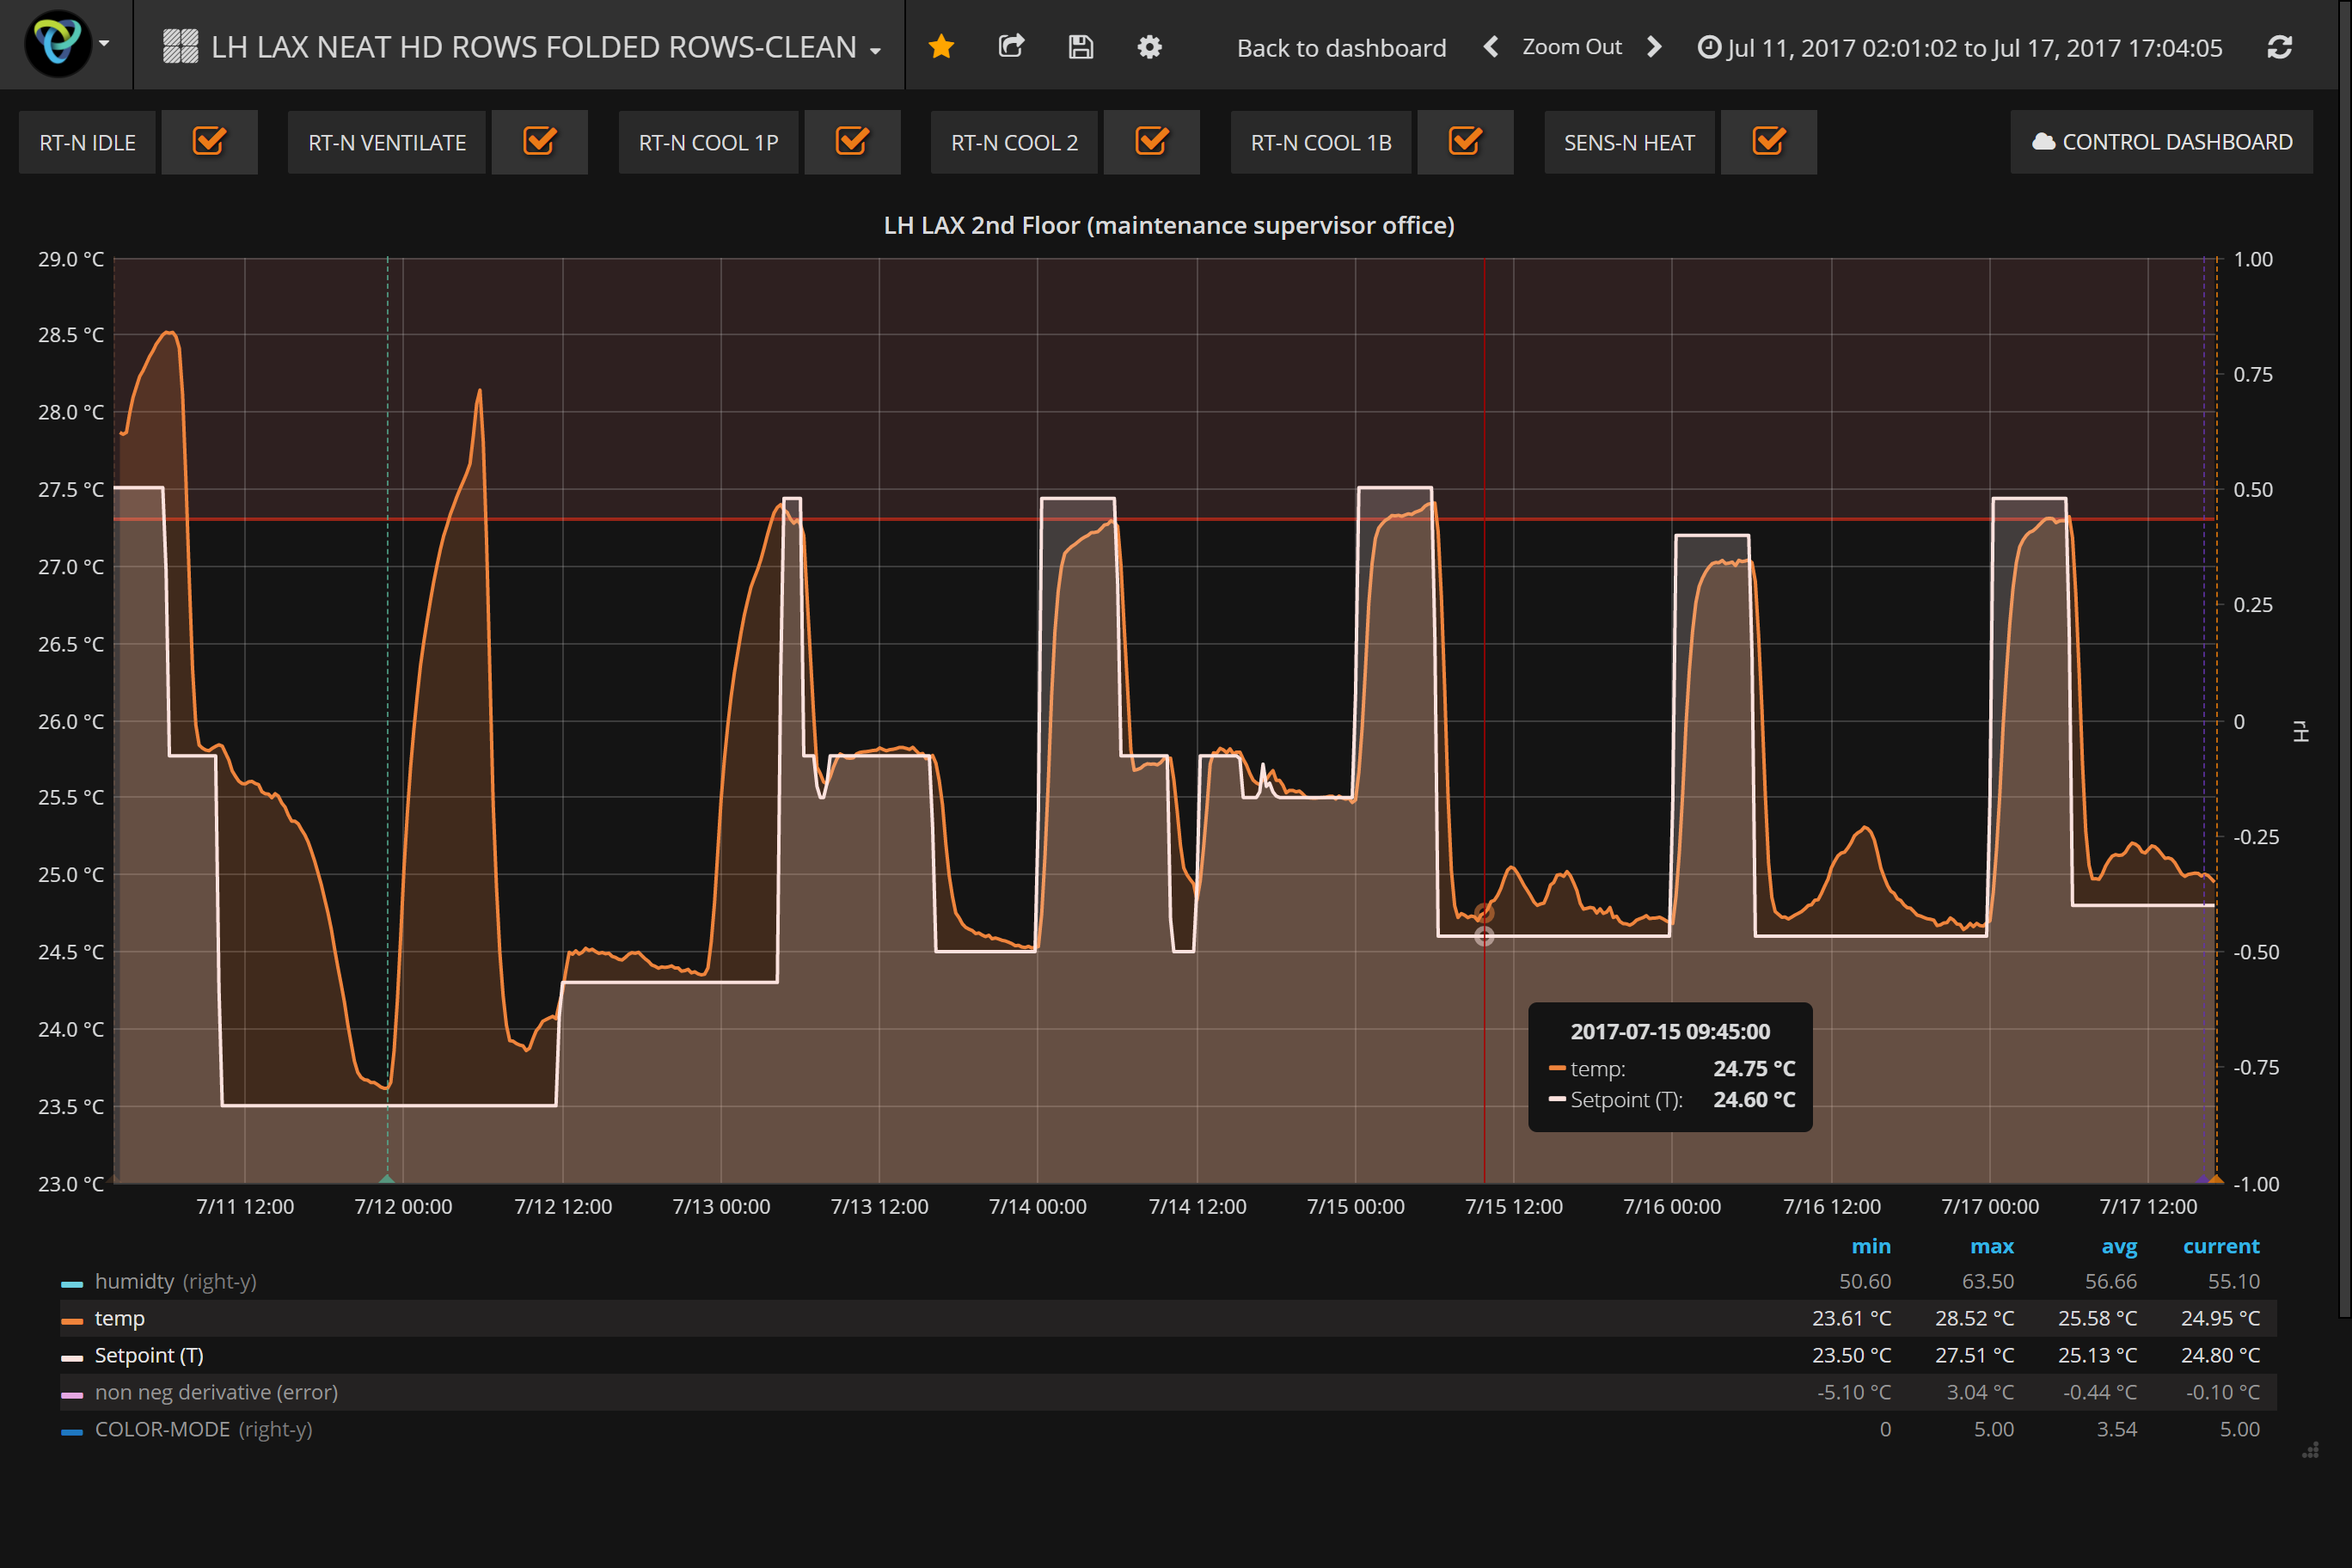 LH LAX NEAT HD ROWS FOLDED ROWS-CLEAN Back to dashboard Zoom Out Jul 11, 2017 02:01:02 to Jul 17, 2017 17:04:05
RT-N IDLE RT-N VENTILATE RT-N COOL 1P RT-N COOL 2 RT-N COOL 1B SENS-N HEAT CONTROL DASHBOARD
LH LAX 2nd Floor (maintenance supervisor office)
29.0 °C 1.00
28.5 °C
0.75
28.0 °C
27.5 °C 0.50
27.0 °C
0.25
26.5 °C
26.0 °C 0 rH
25.5 °C
-0.25
25.0 °C
24.5 °C -0.50
24.0 °C
2017-07-15 09:45:00
temp: 24.75 °C
-0.75
Setpoint (T): 24.60 °C
23.5 °C
23.0 °C -1.00
7/11 12:00 7/12 00:00 7/12 12:00 7/13 00:00 7/13 12:00 7/14 00:00 7/14 12:00 7/15 00:00 7/15 12:00 7/16 00:00 7/16 12:00 7/17 00:00 7/17 12:00
min max avg current
humidty (right-y) 50.60 63.50 56.66 55.10
temp 23.61 °C 28.52 °C 25.58 °C 24.95 °C
Setpoint (T) 23.50 °C 27.51 °C 25.13 °C 24.80 °C
non neg derivative (error) -5.10 °C 3.04 °C -0.44 °C -0.10 °C
COLOR-MODE (right-y) 0 5.00 3.54 5.00